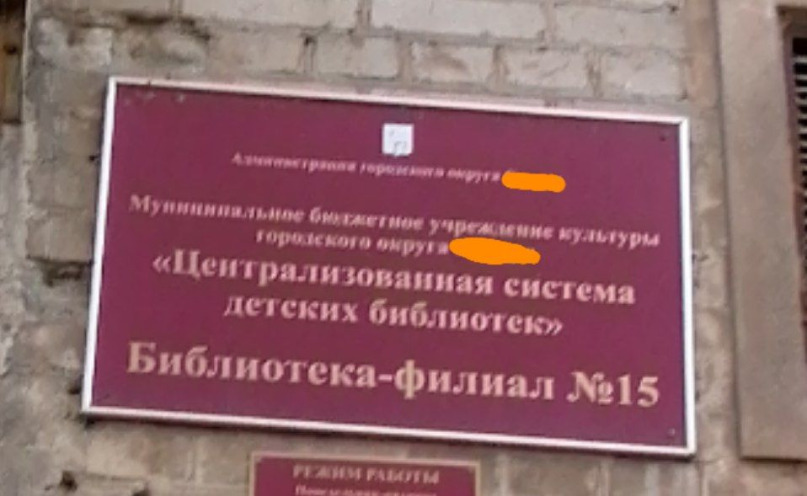 Администрация городского округа
Муниципальное бюджетное учреждение культуры
городского округа
«Централизованная система
детских библиотек»
Библиотека-филиал №15
РЕЖИМ РАБОТЫ